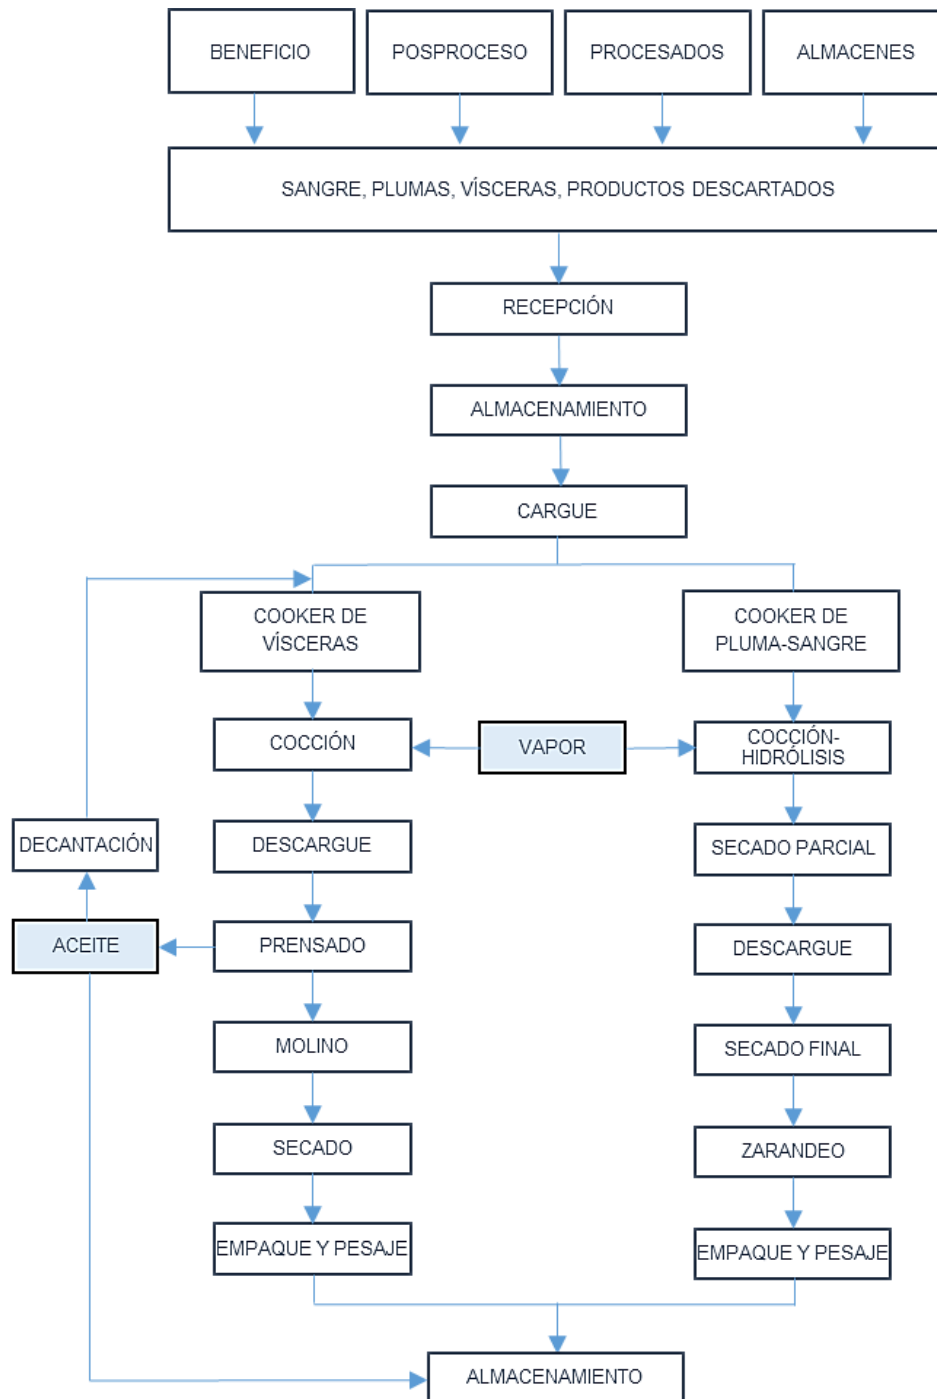 BENEFICIO
POSPROCESO
PROCESADOS
ALMACENES
SANGRE, PLUMAS, VÍSCERAS, PRODUCTOS DESCARTADOS
RECEPCIÓN
ALMACENAMIENTO
CARGUE
COOKER DE
VÍSCERAS
COOKER DE
PLUMA-SANGRE
COCCIÓN
VAPOR
COCCIÓN-
HIDRÓLISIS
DECANTACIÓN
DESCARGUE
SECADO PARCIAL
ACEITE
PRENSADO
DESCARGUE
MOLINO
SECADO FINAL
SECADO
ZARANDEO
EMPAQUE Y PESAJE
EMPAQUE Y PESAJE
ALMACENAMIENTO